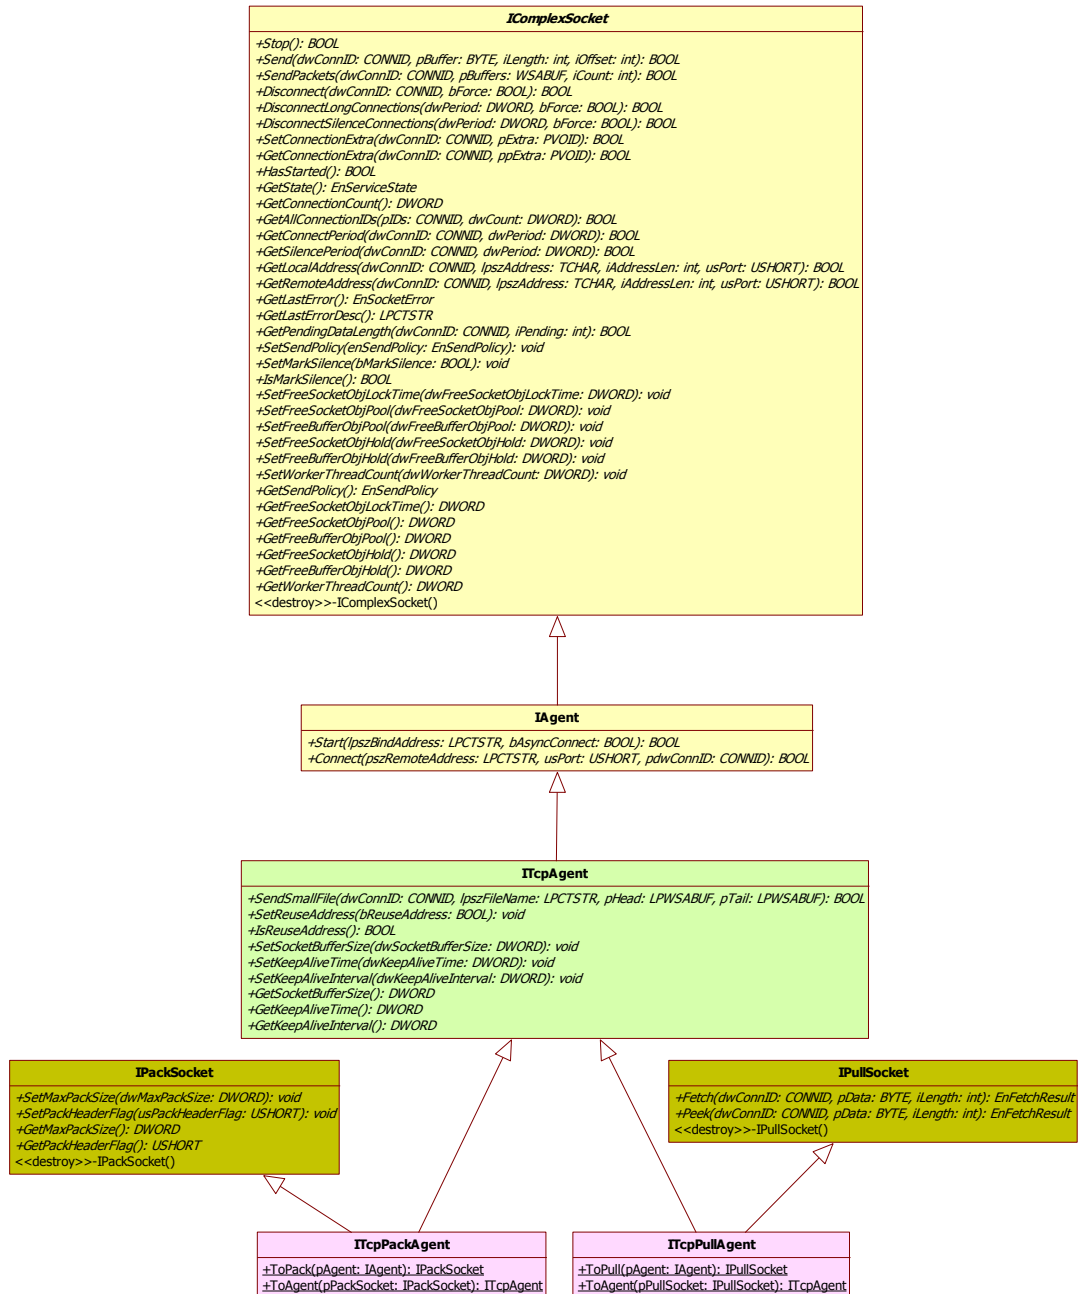 IComplexSocket
+Stop(): BOOL
+Send(dwConnID: CONNID, pBuffer: BYTE, iLength: int, iOffset: int): BOOL
+SendPackets(dwConnID: CONNID, pBuffers: WSABUF, iCount: int): BOOL
+Disconnect(dwConnID: CONNID, bForce: BOOL): BOOL
+DisconnectLongConnections(dwPeriod: DWORD, bForce: BOOL): BOOL
+DisconnectSilenceConnections(dwPeriod: DWORD, bForce: BOOL): BOOL
+SetConnectionExtra(dwConnID: CONNID, pExtra: PVOID): BOOL
+GetConnectionExtra(dwConnID: CONNID, ppExtra: PVOID): BOOL
+HasStarted(): BOOL
+GetState(): EnServiceState
+GetConnectionCount(): DWORD
+GetAllConnectionIDs(pIDs: CONNID, dwCount: DWORD): BOOL
+GetConnectPeriod(dwConnID: CONNID, dwPeriod: DWORD): BOOL
+GetSilencePeriod(dwConnID: CONNID, dwPeriod: DWORD): BOOL
+GetLocalAddress(dwConnID: CONNID, lpszAddress: TCHAR, iAddressLen: int, usPort: USHORT): BOOL
+GetRemoteAddress(dwConnID: CONNID, lpszAddress: TCHAR, iAddressLen: int, usPort: USHORT): BOOL
+GetLastError(): EnSocketError
+GetLastErrorDesc(): LPCTSTR
+GetPendingDataLength(dwConnID: CONNID, iPending: int): BOOL
+SetSendPolicy(enSendPolicy: EnSendPolicy): void
+SetMarkSilence(bMarkSilence: BOOL): void
+IsMarkSilence(): BOOL
+SetFreeSocketObjLockTime(dwFreeSocketObjLockTime: DWORD): void
+SetFreeSocketObjPool(dwFreeSocketObjPool: DWORD): void
+SetFreeBufferObjPool(dwFreeBufferObjPool: DWORD): void
+SetFreeSocketObjHold(dwFreeSocketObjHold: DWORD): void
+SetFreeBufferObjHold(dwFreeBufferObjHold: DWORD): void
+SetWorkerThreadCount(dwWorkerThreadCount: DWORD): void
+GetSendPolicy(): EnSendPolicy
+GetFreeSocketObjLockTime(): DWORD
+GetFreeSocketObjPool(): DWORD
+GetFreeBufferObjPool(): DWORD
+GetFreeSocketObjHold(): DWORD
+GetFreeBufferObjHold(): DWORD
+GetWorkerThreadCount(): DWORD
<<destroy>>-IComplexSocket()
IAgent
+Start(lpszBindAddress: LPCTSTR, bAsyncConnect: BOOL): BOOL
+Connect(pszRemoteAddress: LPCTSTR, usPort: USHORT, pdwConnID: CONNID): BOOL
ITcpAgent
+SendSmallFile(dwConnID: CONNID, lpszFileName: LPCTSTR, pHead: LPWSABUF, pTail: LPWSABUF): BOOL
+SetReuseAddress(bReuseAddress: BOOL): void
+IsReuseAddress(): BOOL
+SetSocketBufferSize(dwSocketBufferSize: DWORD): void
+SetKeepAliveTime(dwKeepAliveTime: DWORD): void
+SetKeepAliveInterval(dwKeepAliveInterval: DWORD): void
+GetSocketBufferSize(): DWORD
+GetKeepAliveTime(): DWORD
+GetKeepAliveInterval(): DWORD
IPackSocket
+SetMaxPackSize(dwMaxPackSize: DWORD): void
+SetPackHeaderFlag(usPackHeaderFlag: USHORT): void
+GetMaxPackSize(): DWORD
+GetPackHeaderFlag(): USHORT
<<destroy>>-IPackSocket()
IPullSocket
+Fetch(dwConnID: CONNID, pData: BYTE, iLength: int): EnFetchResult
+Peek(dwConnID: CONNID, pData: BYTE, iLength: int): EnFetchResult
<<destroy>>-IPullSocket()
ITcpPackAgent
+ToPack(pAgent: IAgent): IPackSocket
+ToAgent(pPackSocket: IPackSocket): ITcpAgent
ITcpPullAgent
+ToPull(pAgent: IAgent): IPullSocket
+ToAgent(pPullSocket: IPullSocket): ITcpAgent